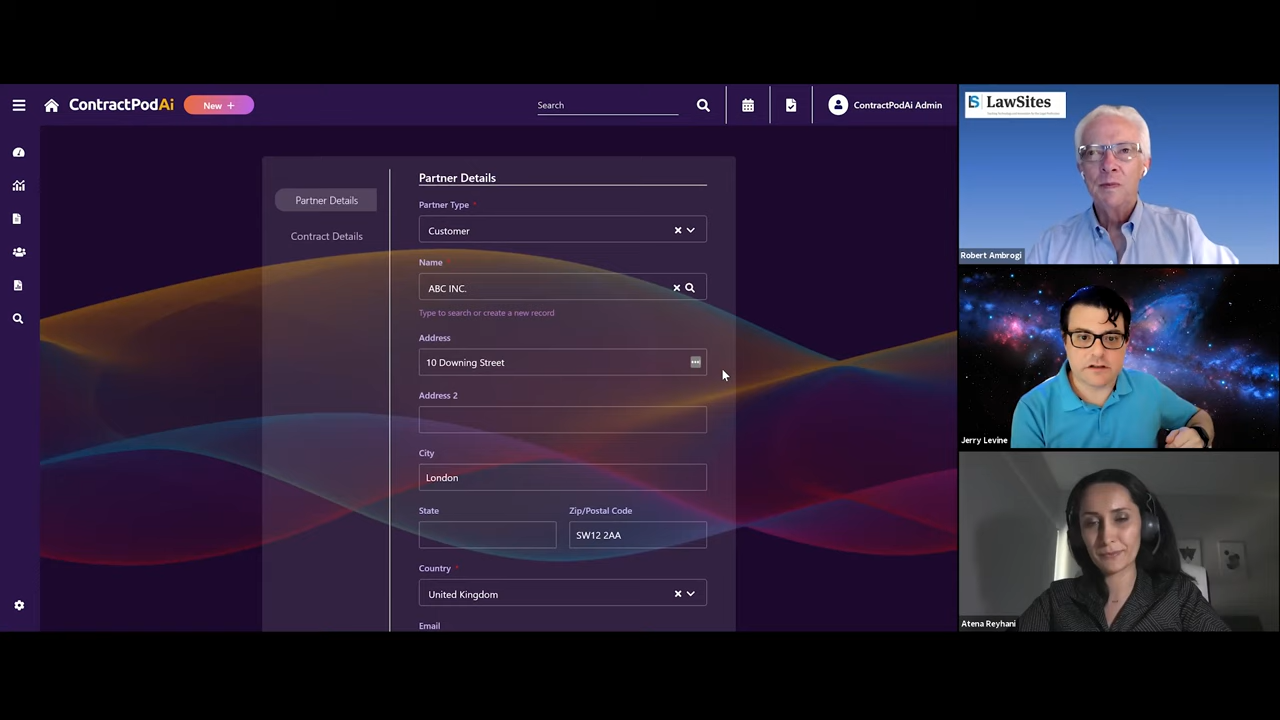 ContractPodAi
New +
Search
ContractPodAi Admin
Partner Details
Contract Details
Partner Details
Partner Type *
Customer
Name
ABC INC.
Type to search or create a new record
Address
10 Downing Street
Address 2
City
London
State
Zip/Postal Code
SW12 2AA
Country *
United Kingdom
Email
LS LawSites
Robert Ambrogi
Jerry Levine
Atena Reyhani